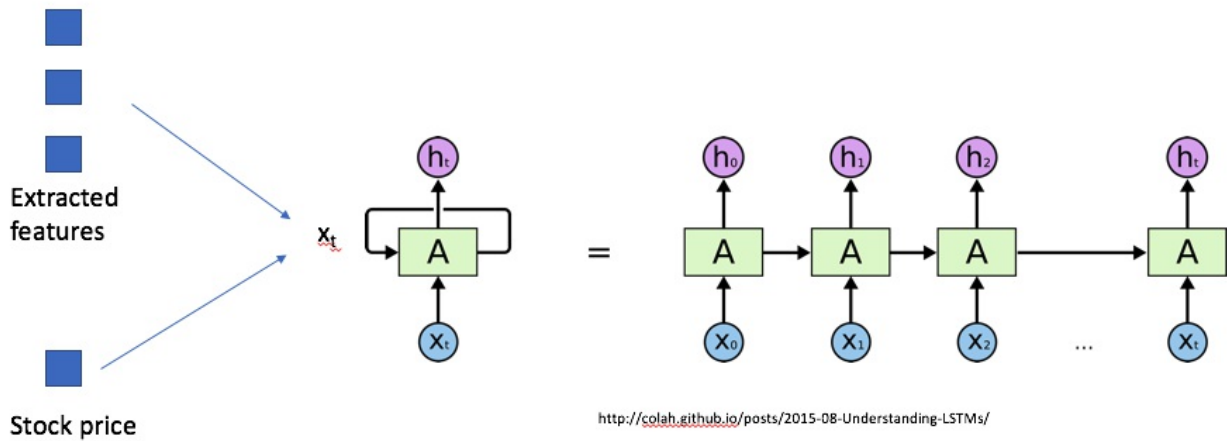 Extracted
features
Stock price
xt
ht
A
xt
=
h0
h1
h2
ht
A
A
A
A
x0
x1
x2
...
xt
http://colah.github.io/posts/2015-08-Understanding-LSTMs/